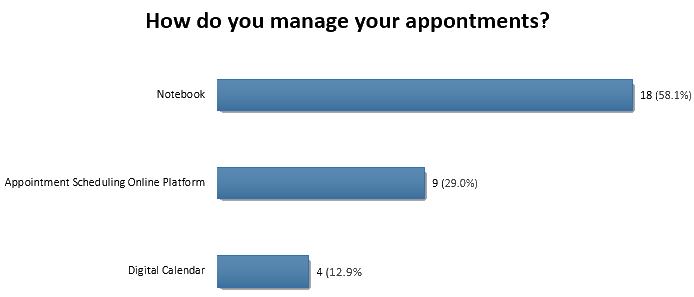 How do you manage your appontments?
Notebook 18 (58.1%)
Appointment Scheduling Online Platform 9 (29.0%)
Digital Calendar 4 (12.9%